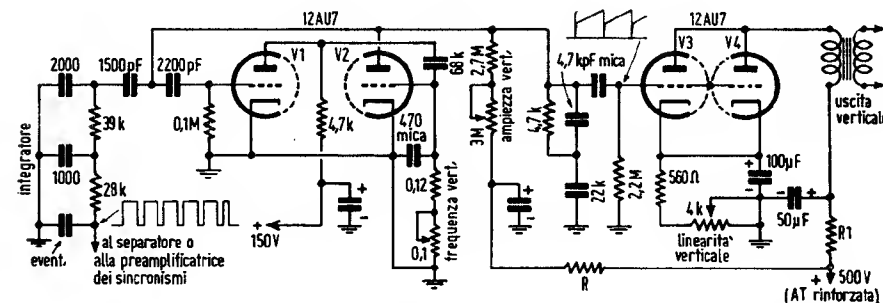 12AU7
12AU7
2000
1500pF
2200pF
V1
V2
68k
2,7M
ampiezza vert.
3M
4,7kpF mica
V3
V4
uscita
verticale
integratore
39k
0,1M
4,7k
470
mica
4,7k
2,2M
560Ω
100µF
1000
28k
0,12
frequenza vert.
0,1
22k
4k
50µF
linearità
verticale
R1
150V
event.
al separatore o
alla preamplificatrice
dei sincronismi
R
500V
(AT rinforzata)